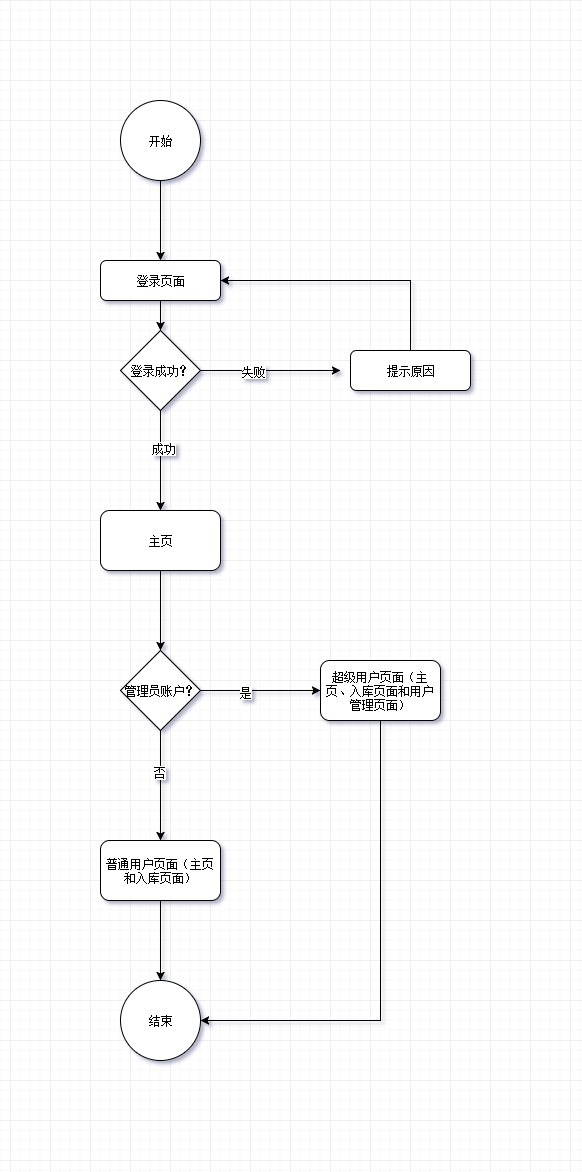 开始
登录页面
登录成功?
失败
提示原因
成功
主页
管理员账户?
是
超级用户页面（主
页、入库页面和用户
管理页面）
否
普通用户页面（主页
和入库页面）
结束